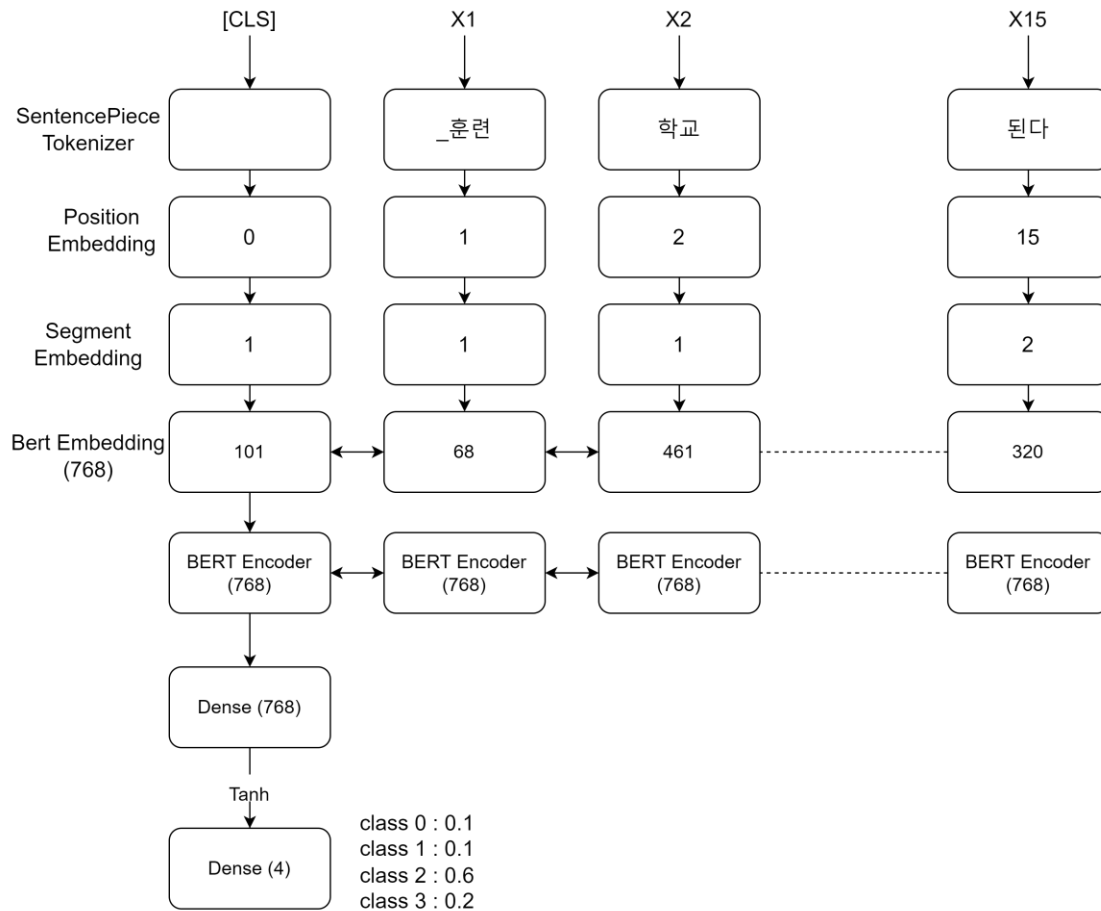 [CLS] X1 X2 X15
SentencePiece
Tokenizer
_훈련 학교 된다
Position
Embedding
0 1 2 15
Segment
Embedding
1 1 1 2
Bert Embedding
(768)
101 68 461 320
BERT Encoder
(768)
BERT Encoder
(768)
BERT Encoder
(768)
BERT Encoder
(768)
Dense (768)
Tanh
Dense (4)
class 0 : 0.1
class 1 : 0.1
class 2 : 0.6
class 3 : 0.2